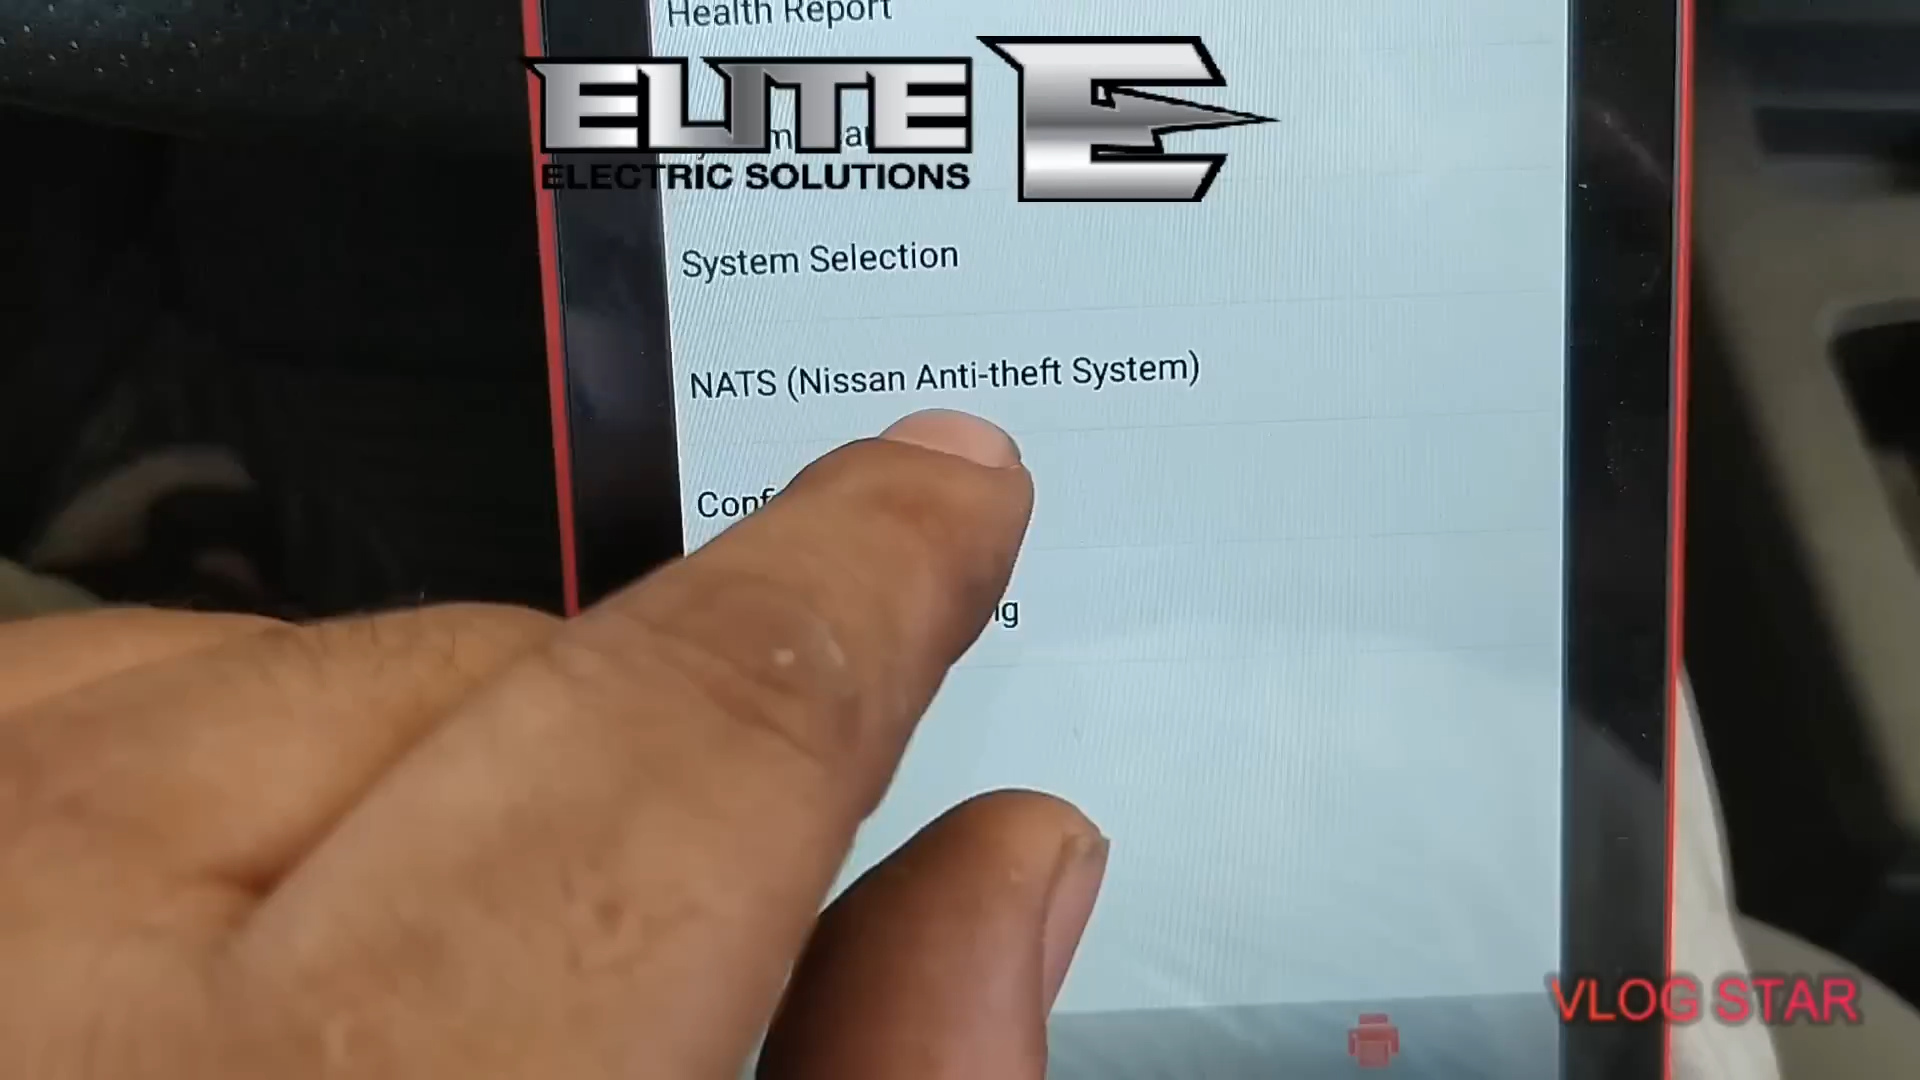 Health Report
ELITE E
ELECTRIC SOLUTIONS
System Selection
NATS (Nissan Anti-theft System)
VLOG STAR